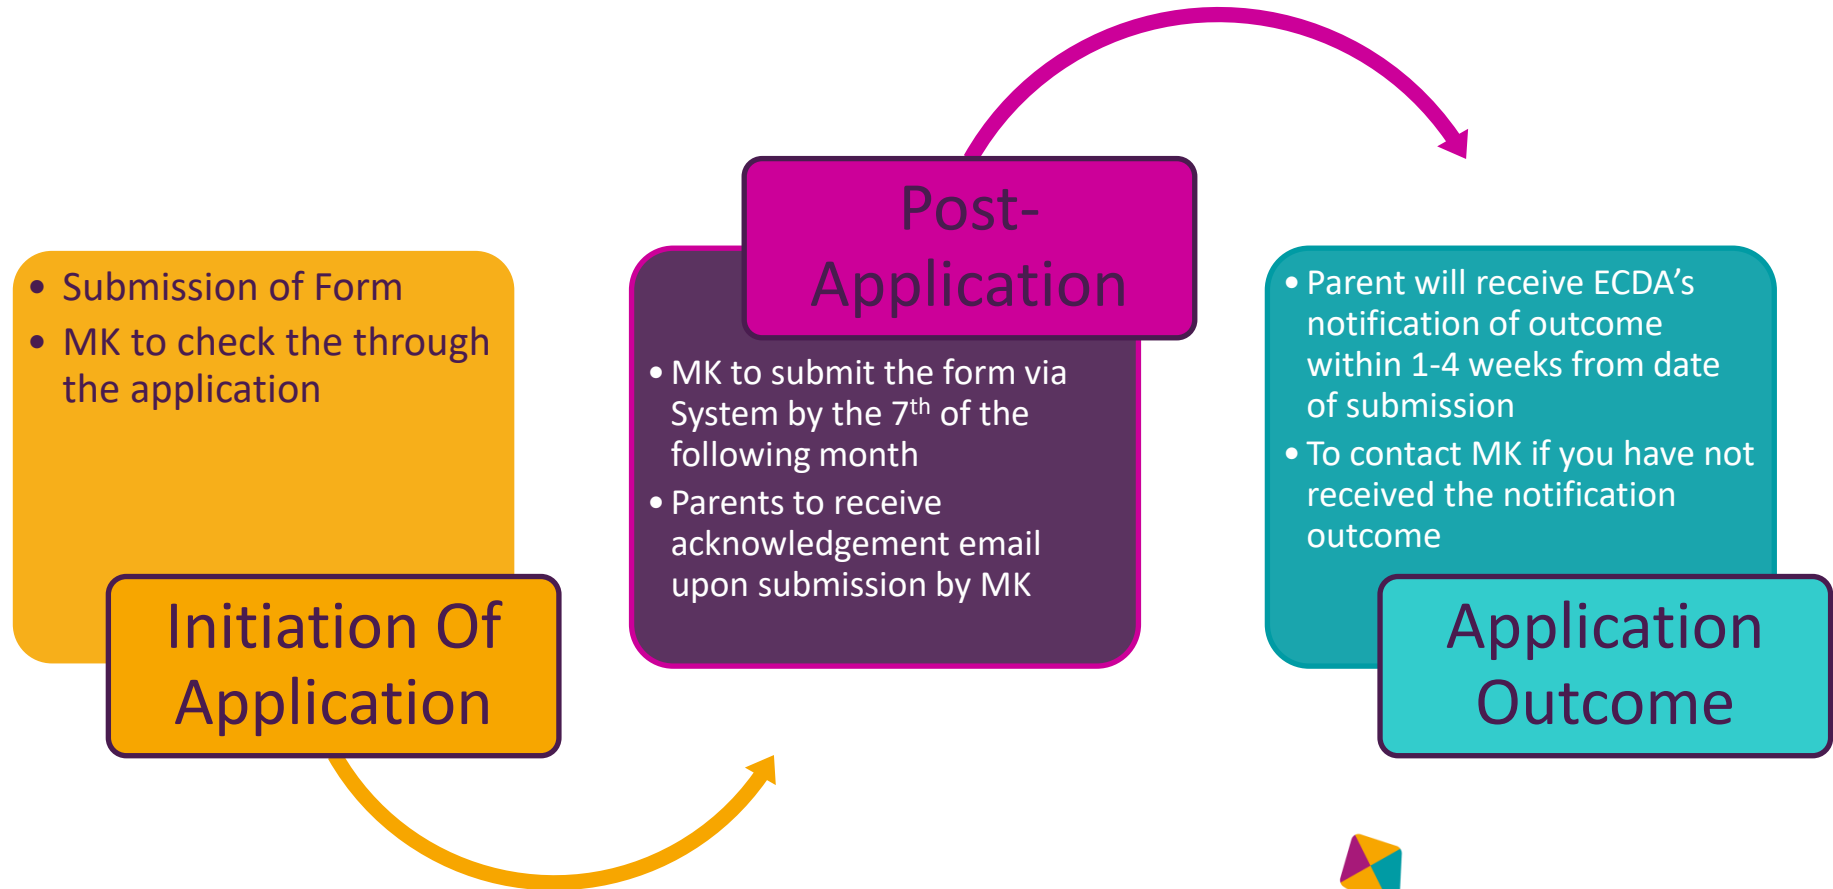 • Submission of Form
• MK to check the through
the application
Initiation Of
Application
Post-
Application
• MK to submit the form via
System by the 7th of the
following month
• Parents to receive
acknowledgement email
upon submission by MK
• Parent will receive ECDA’s
notification of outcome
within 1-4 weeks from date
of submission
• To contact MK if you have not
received the notification
outcome
Application
Outcome